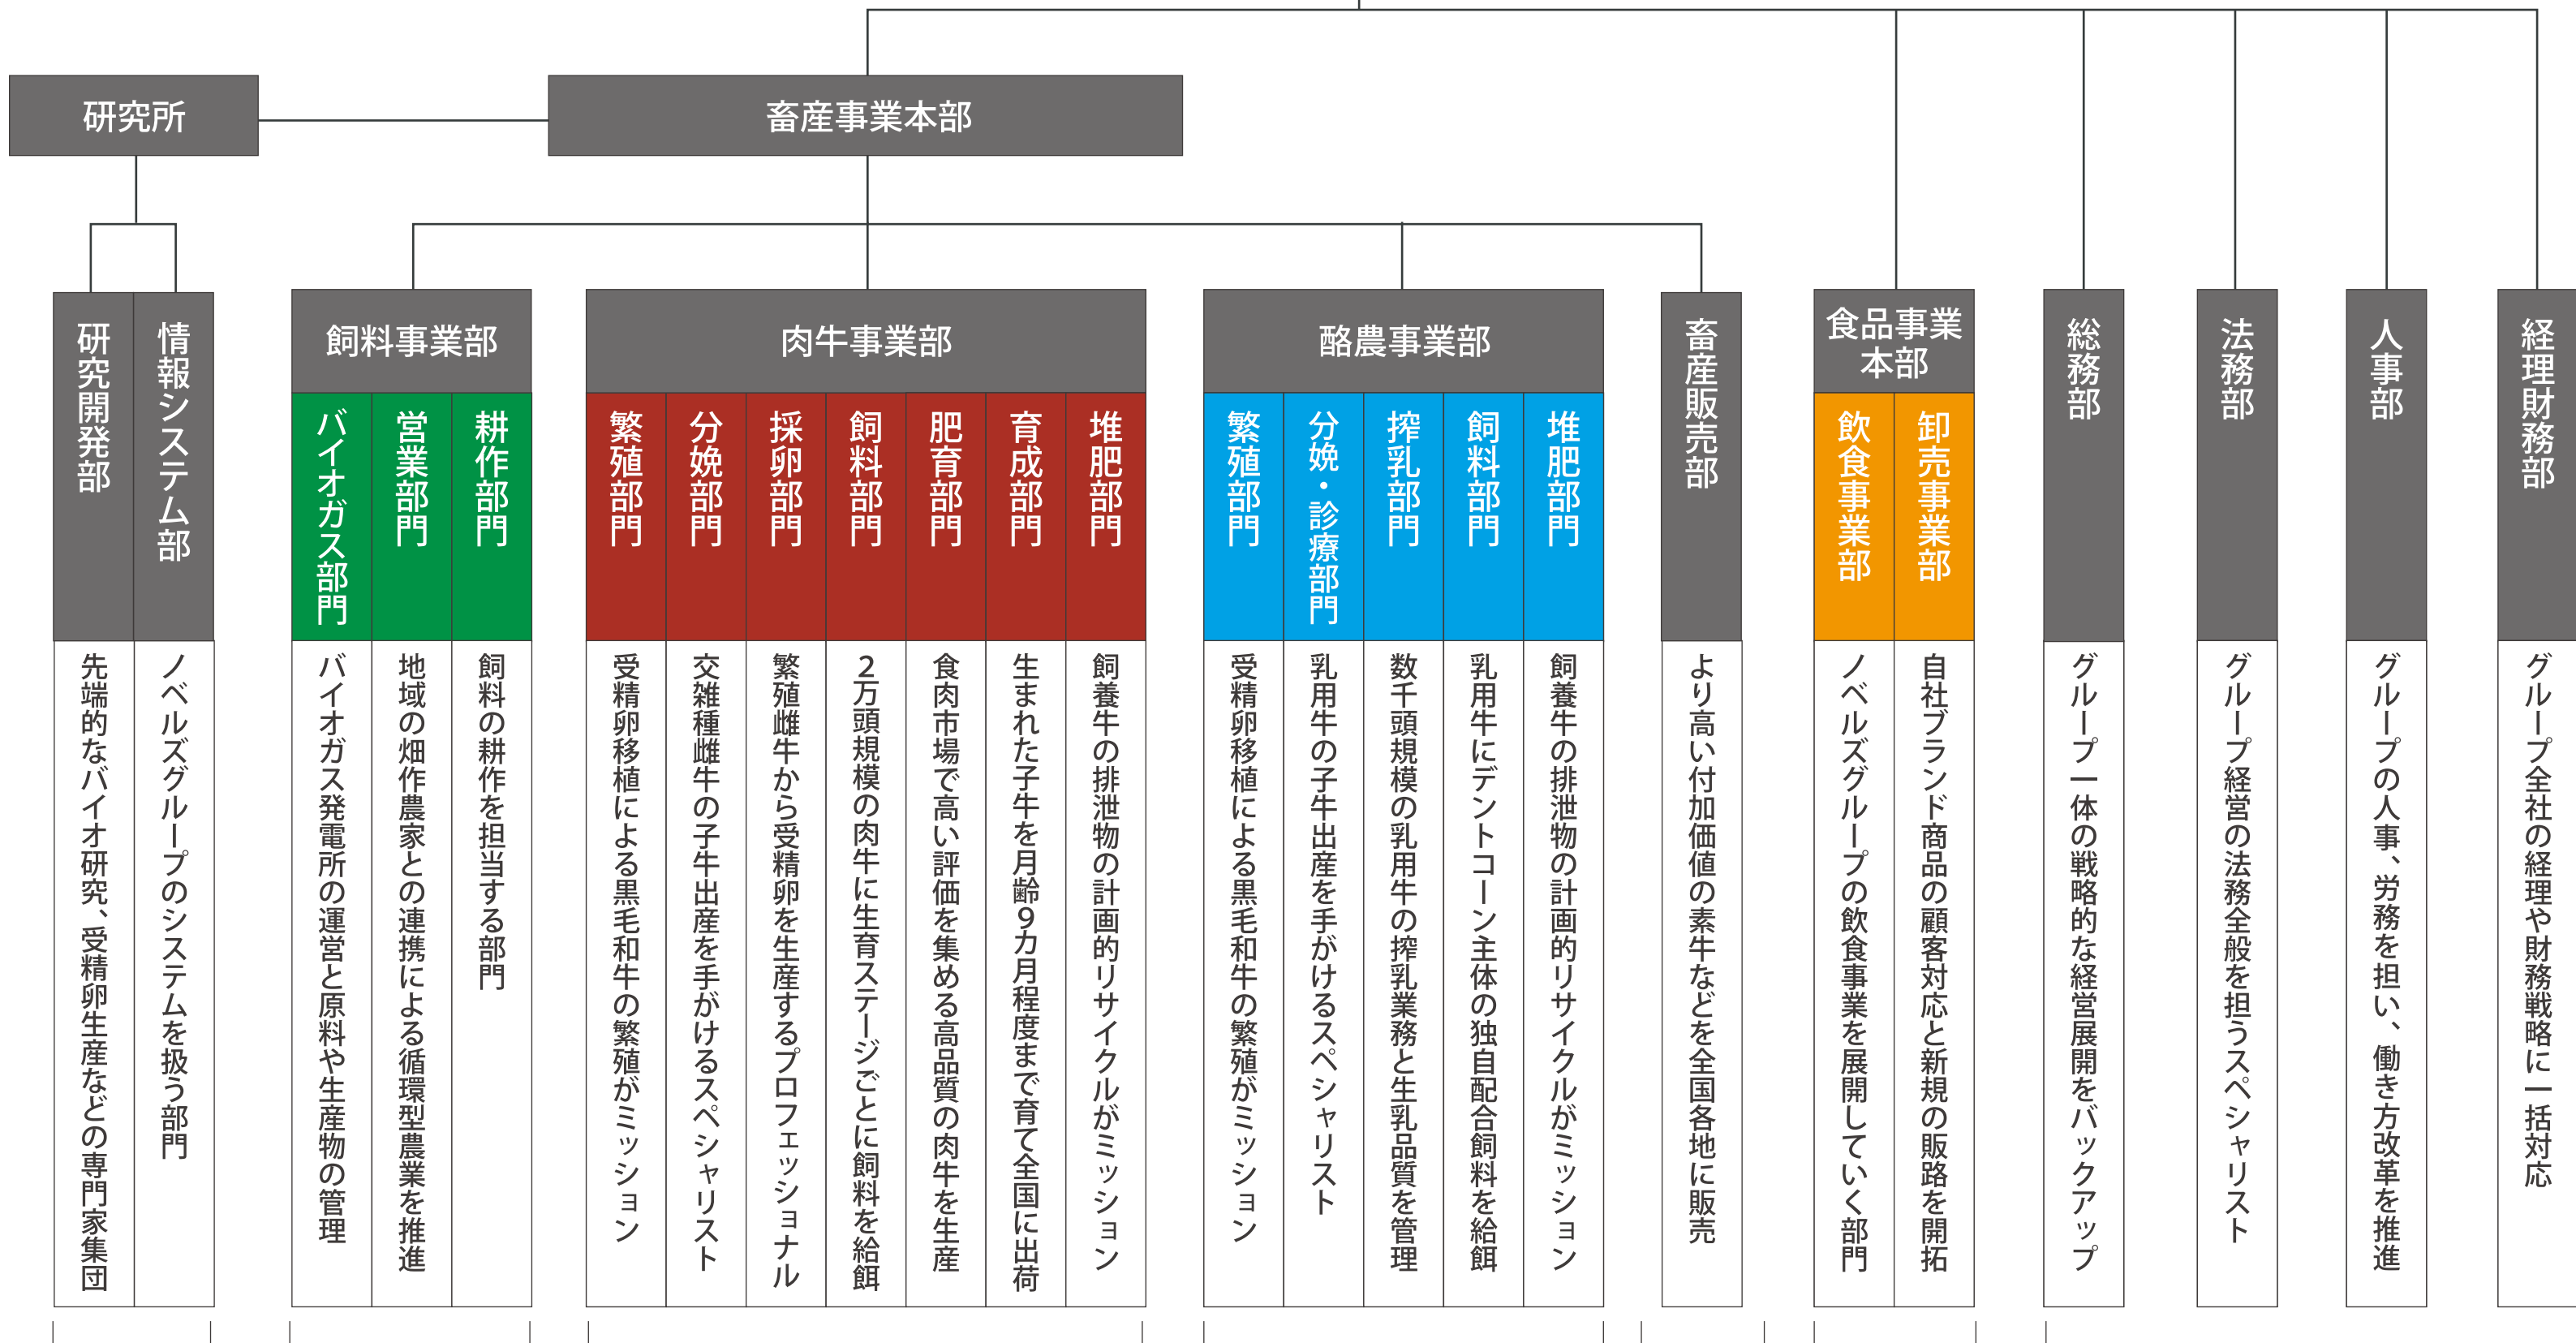 研究所
畜産事業本部
研究開発部
先端的なバイオ研究、受精卵生産などの専門家集団
情報システム部
ノベルズグループのシステムを扱う部門
飼料事業部
バイオガス部門
バイオガス発電所の運営と原料や生産物の管理
営業部門
地域の畑作農家との連携による循環型農業を推進
耕作部門
飼料の耕作を担当する部門
肉牛事業部
繁殖部門
受精卵移植による黒毛和牛の繁殖がミッション
分娩部門
交雑種雌牛の子牛出産を手がけるスペシャリスト
採卵部門
繁殖雌牛から受精卵を生産するプロフェッショナル
飼料部門
2万頭規模の肉牛に生育ステージごとに飼料を給餌
肥育部門
食肉市場で高い評価を集める高品質の肉牛を生産
育成部門
生まれた子牛を月齢9カ月程度まで育て全国に出荷
堆肥部門
飼養牛の排泄物の計画的リサイクルがミッション
酪農事業部
繁殖部門
受精卵移植による黒毛和牛の繁殖がミッション
分娩・診療部門
乳用牛の子牛出産を手がけるスペシャリスト
搾乳部門
数千頭規模の乳用牛の搾乳業務と生乳品質を管理
飼料部門
乳用牛にデントコーン主体の独自配合飼料を給餌
堆肥部門
飼養牛の排泄物の計画的リサイクルがミッション
畜産販売部
より高い付加価値の素牛などを全国各地に販売
食品事業
本部
飲食事業部
ノベルズグループの飲食事業を展開していく部門
卸売事業部
自社ブランド商品の顧客対応と新規の販路を開拓
総務部
グループ一体の戦略的な経営展開をバックアップ
法務部
グループ経営の法務全般を担うスペシャリスト
人事部
グループの人事、労務を担い、働き方改革を推進
経理財務部
グループ全社の経理や財務戦略に一括対応